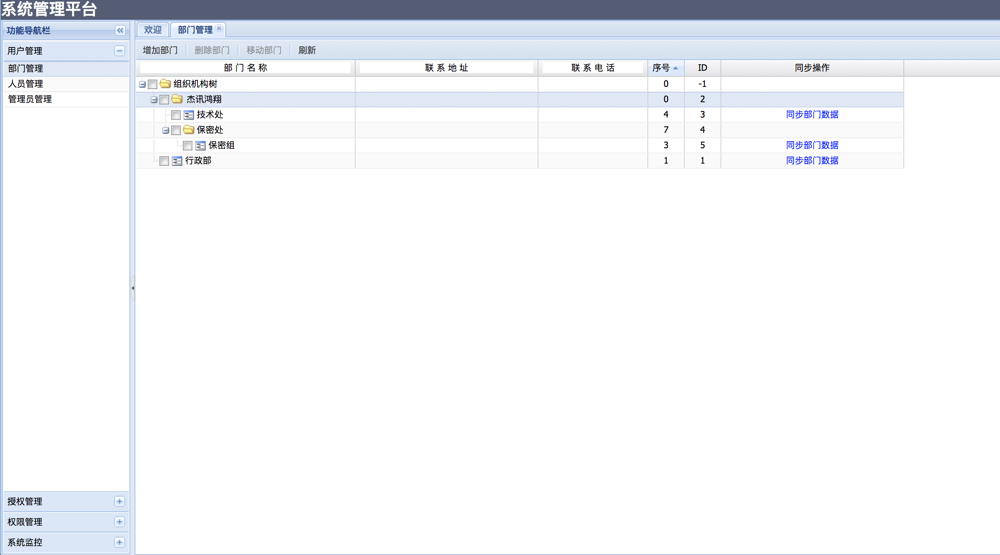 系统管理平台
功能导航栏
用户管理
部门管理
人员管理
管理员管理
授权管理
权限管理
系统监控
欢迎 部门管理
增加部门 删除部门 移动部门 刷新
部门名称 联系地址 联系电话 序号 ID 同步操作
组织机构树 0 -1
杰讯鸿翔 0 2
技术处 4 3 同步部门数据
保密处 7 4
保密组 3 5 同步部门数据
行政部 1 1 同步部门数据